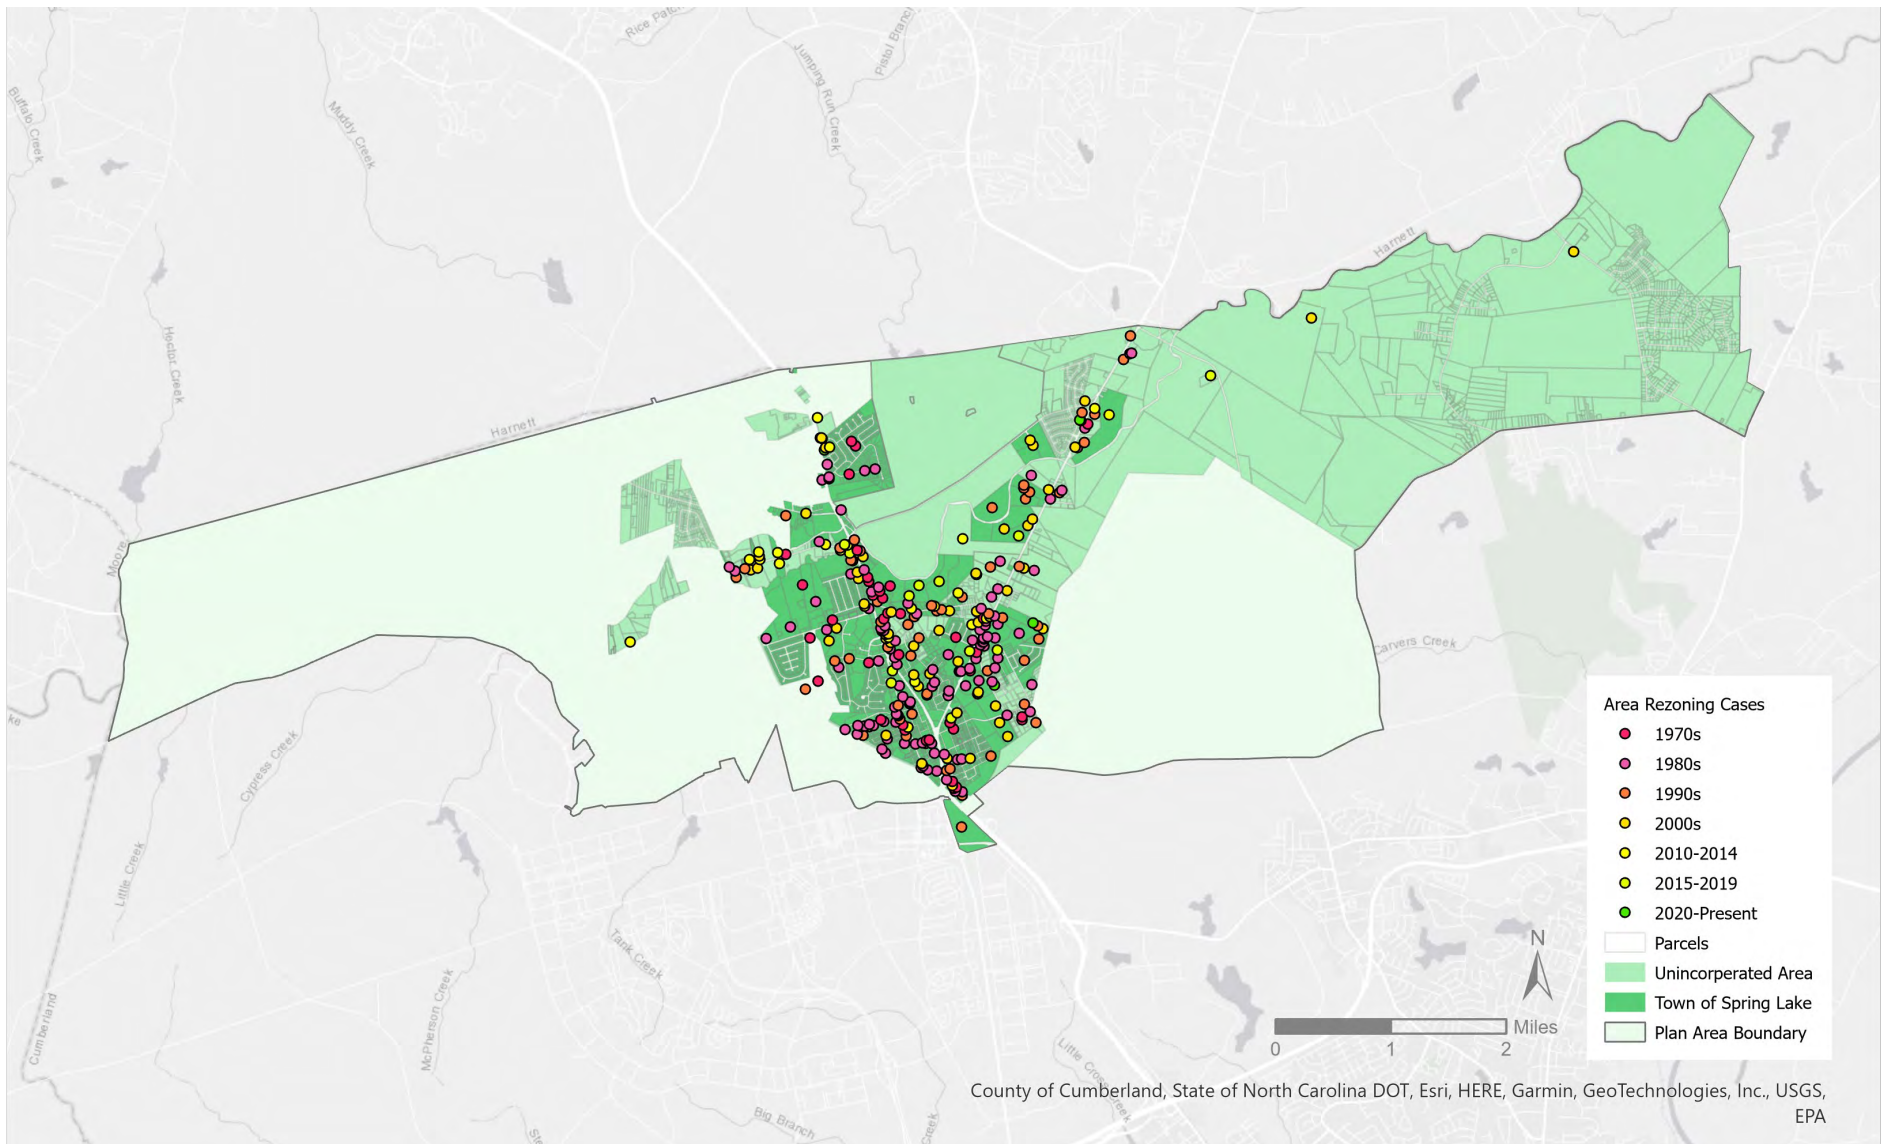 Rice Patch
Pistol Branch
Jumping Run Creek
Buffalo Creek
Muddy Creek
Harnett
Hector Creek
Harnett
Moore
Carvers Creek
ke
Cypress Creek
Little Creek
Tank Creek
McPherson Creek
Cumberland
Little Cross Creek
Big Branch
Creek
Area Rezoning Cases
1970s
1980s
1990s
2000s
2010-2014
2015-2019
2020-Present
Parcels
Unincorperated Area
Town of Spring Lake
Plan Area Boundary
N
Miles
0 1 2
County of Cumberland, State of North Carolina DOT, Esri, HERE, Garmin, GeoTechnologies, Inc., USGS,
EPA